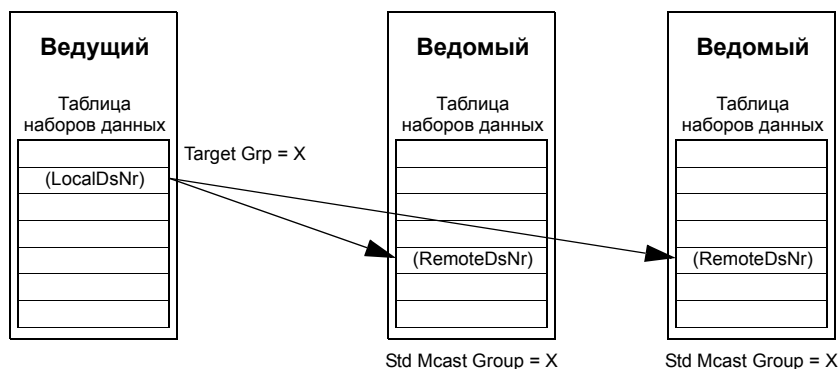 Ведущий
Таблица
наборов данных
(LocalDsNr)
Target Grp = X
Ведомый
Таблица
наборов данных
(RemoteDsNr)
Std Mcast Group = X
Ведомый
Таблица
наборов данных
(RemoteDsNr)
Std Mcast Group = X